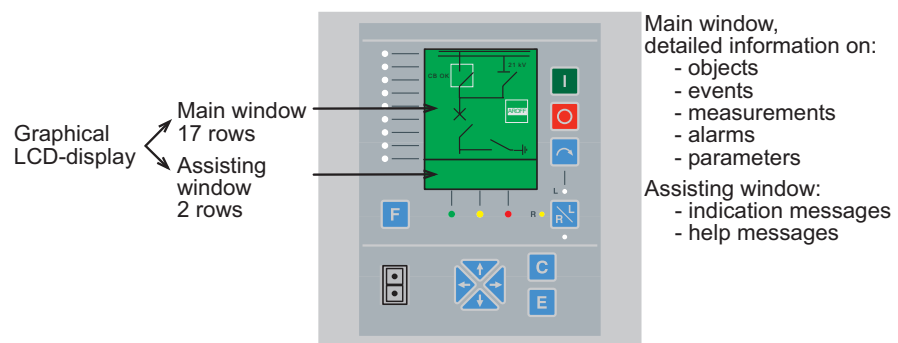 Graphical
LCD-display
Main window
17 rows
Assisting
window
2 rows
CB OK
21 kV
AROFF
I
O
L
F
R
R L
C
E
Main window,
detailed information on:
- objects
- events
- measurements
- alarms
- parameters
Assisting window:
- indication messages
- help messages